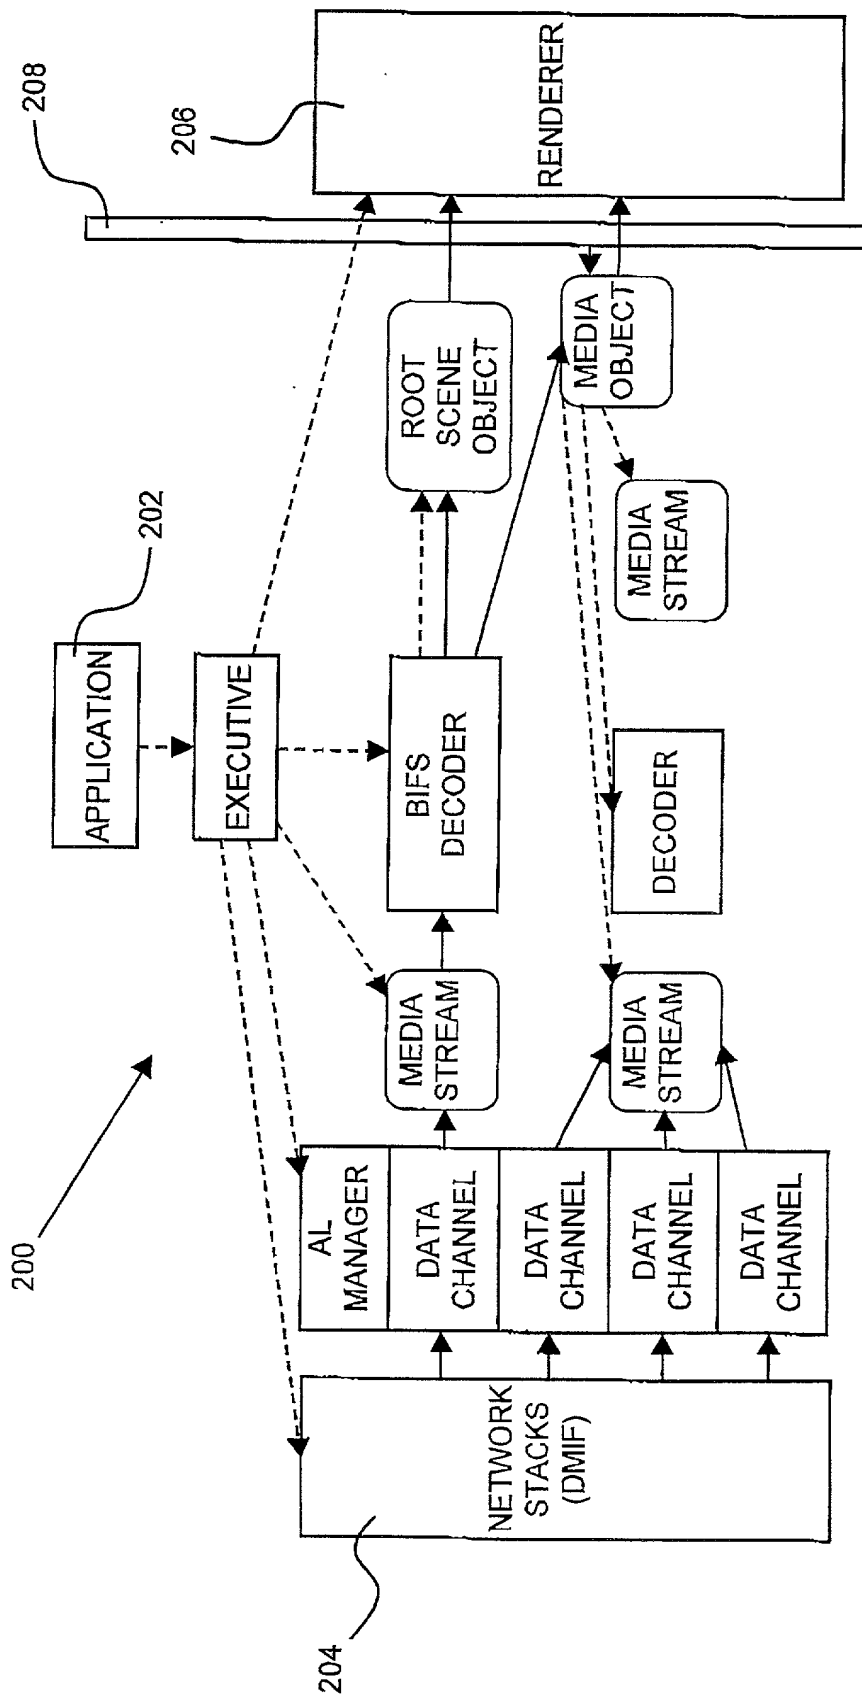 200
APPLICATION
202
208
EXECUTIVE
206
AL
MANAGER
MEDIA
STREAM
BIFS
DECODER
ROOT
SCENE
OBJECT
RENDERER
DATA
CHANNEL
DATA
CHANNEL
DATA
CHANNEL
DATA
CHANNEL
NETWORK
STACKS
(DMIF)
204
MEDIA
STREAM
DECODER
MEDIA
STREAM
MEDIA
OBJECT